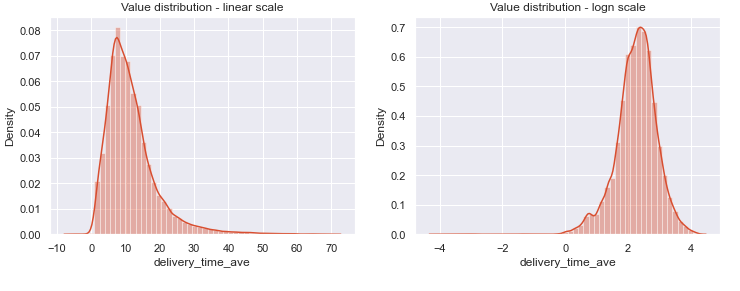 Value distribution - linear scale
0.08
0.07
0.06
0.05
0.04
0.03
0.02
0.01
0.00
Density
−10 0 10 20 30 40 50 60 70
delivery_time_ave
Value distribution - logn scale
0.7
0.6
0.5
0.4
0.3
0.2
0.1
0.0
Density
−4 −2 0 2 4
delivery_time_ave